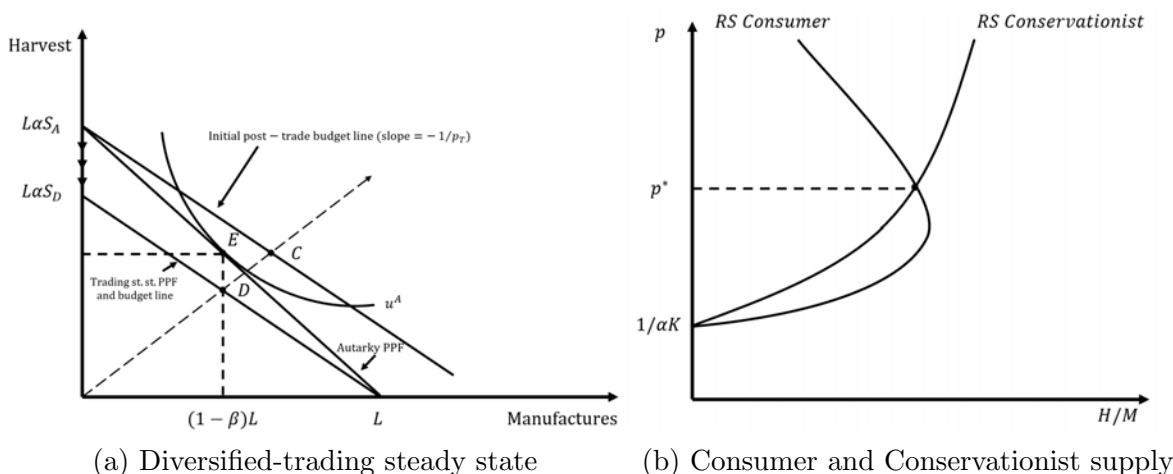 Harvest
LαS_A
LαS_D
Initial post − trade budget line (slope = −1/p_T)
E
C
D
Trading st. st. PPF
and budget line
u^A
Autarky PPF
(1 − β)L
L
Manufactures
(a) Diversified-trading steady state
p
RS Consumer
RS Conservationist
p*
1/αK
H/M
(b) Consumer and Conservationist supply